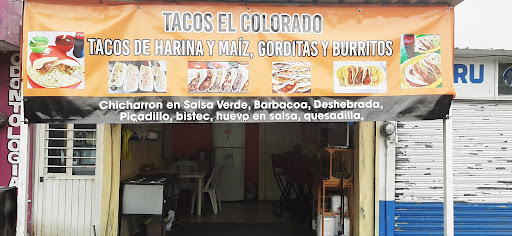 TACOS EL COLORADO
TACOS DE HARINA Y MAÍZ, GORDITAS Y BURRITOS
Chicharron en Salsa Verde, Barbacoa, Deshebrada,
Picadillo, bistec, huevo en salsa, quesadilla,
ODONTOLOGIA
RU